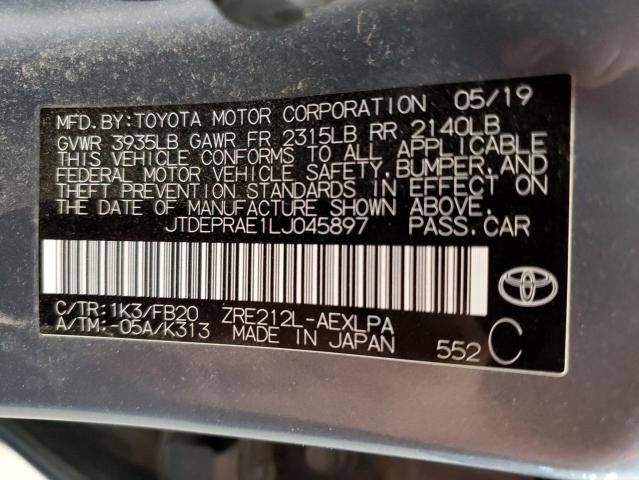 MFD. BY: TOYOTA MOTOR CORPORATION 05/19
GVWR 3935LB GAWR FR 2315LB RR 2140LB
THIS VEHICLE CONFORMS TO ALL APPLICABLE
FEDERAL MOTOR VEHICLE SAFETY, BUMPER, AND
THEFT PREVENTION STANDARDS IN EFFECT ON
THE DATE OF MANUFACTURE SHOWN ABOVE.
JTDEPRAE1LJ045897 PASS. CAR
C/TR: 1K3/FB20 ZRE212L-AEXLPA
A/TM: -05A/K313 MADE IN JAPAN 552 C